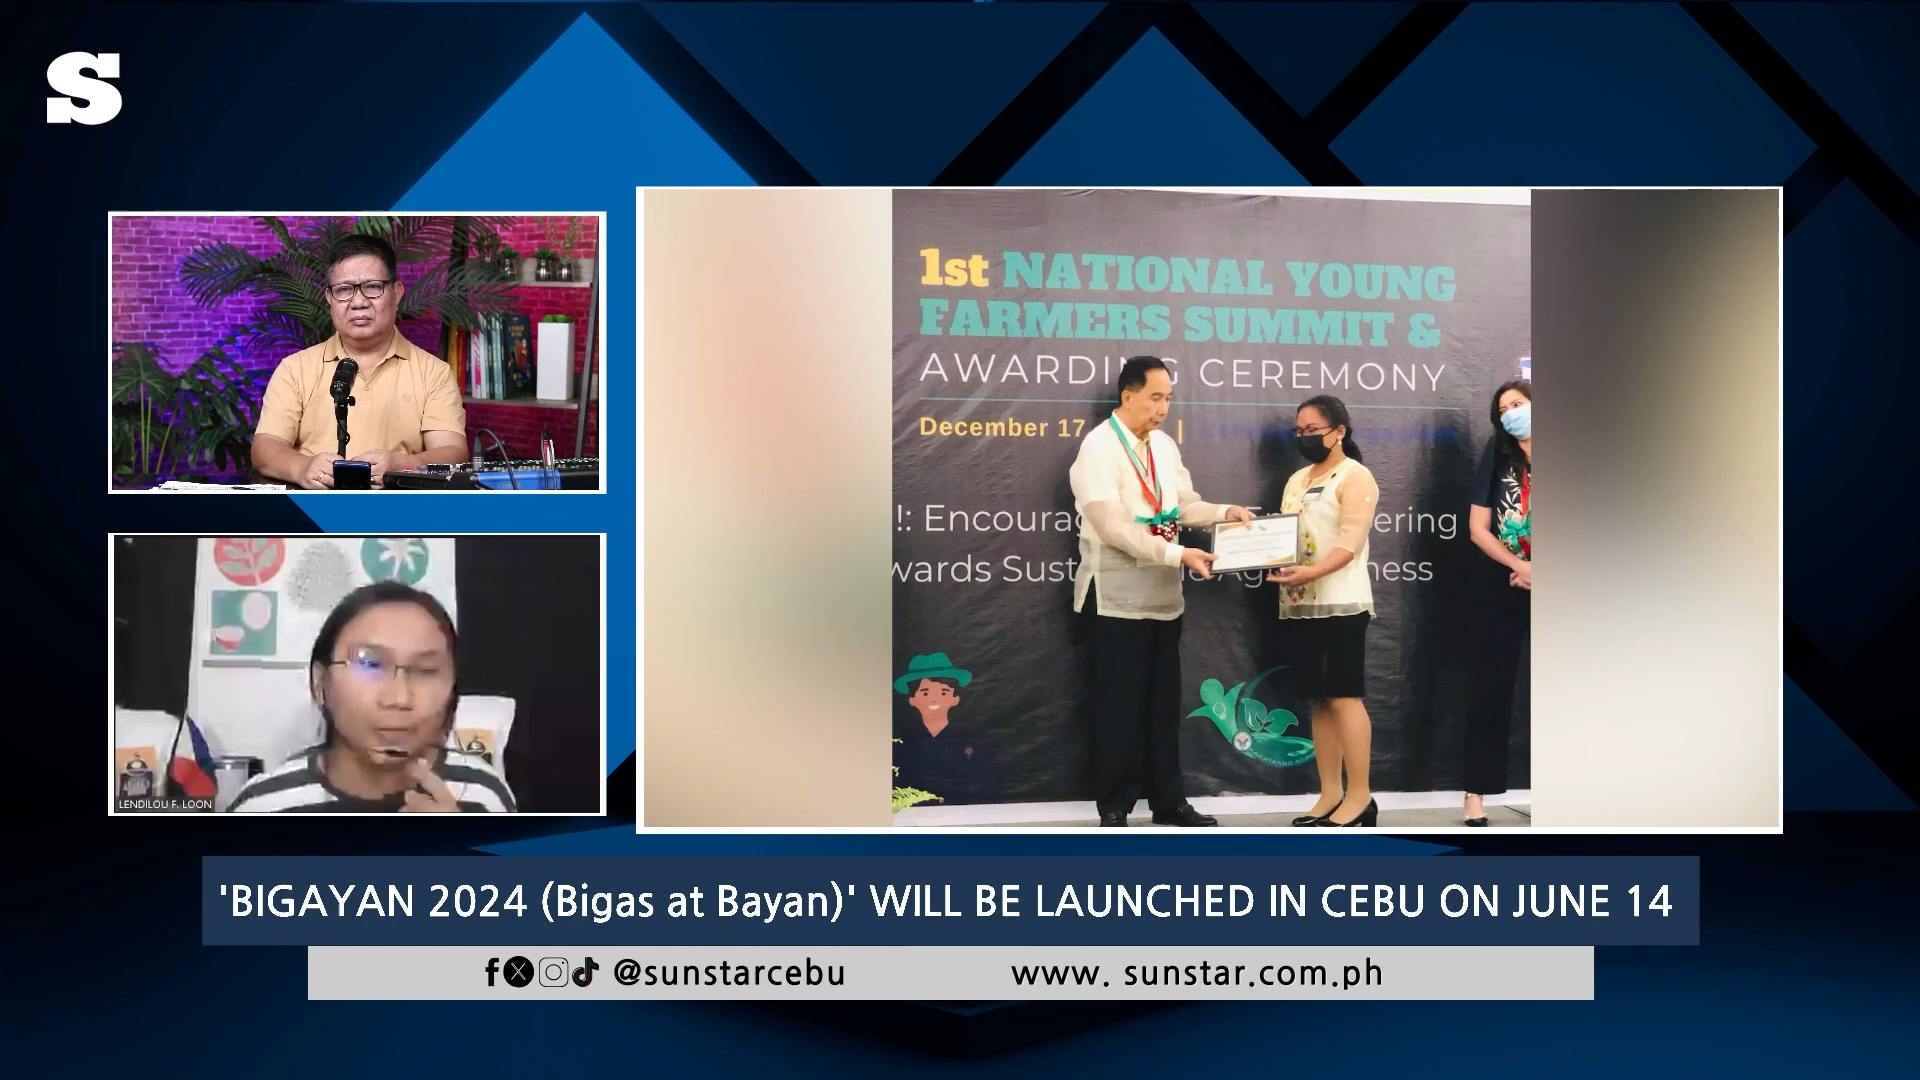 S
1st NATIONAL YOUNG
FARMERS SUMMIT &
AWARDING CEREMONY
December 17 |
!: Encourag ering
wards Sust ness
LENDILOU F. LOON
'BIGAYAN 2024 (Bigas at Bayan)' WILL BE LAUNCHED IN CEBU ON JUNE 14
@sunstarcebu www. sunstar.com.ph